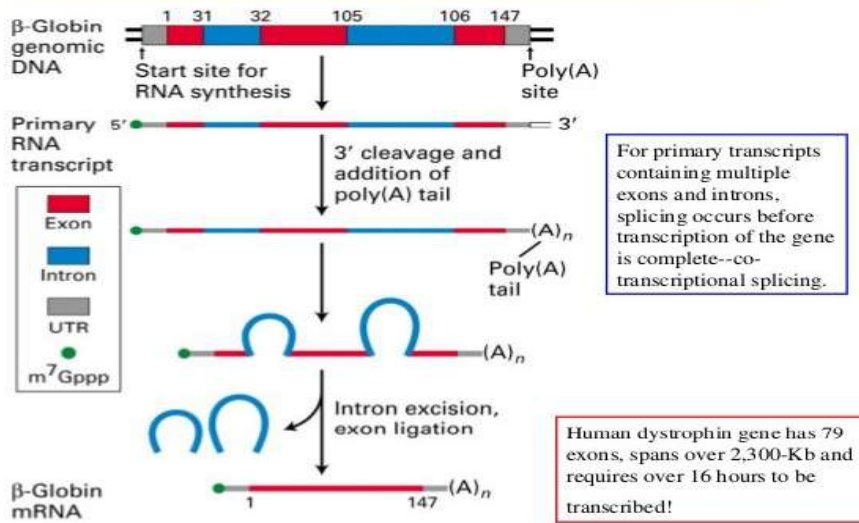 β-Globin
genomic
DNA
1 31 32 105 106 147
Start site for
RNA synthesis
Poly(A)
site
Primary
RNA
transcript
5′
3′
3′ cleavage and
addition of
poly(A) tail
(A)n
Poly(A)
tail
Exon
Intron
UTR
m7Gppp
(A)n
Intron excision,
exon ligation
β-Globin
mRNA
1
147
(A)n
For primary transcripts
containing multiple
exons and introns,
splicing occurs before
transcription of the gene
is complete--co-
transcriptional splicing.
Human dystrophin gene has 79
exons, spans over 2,300-Kb and
requires over 16 hours to be
transcribed!